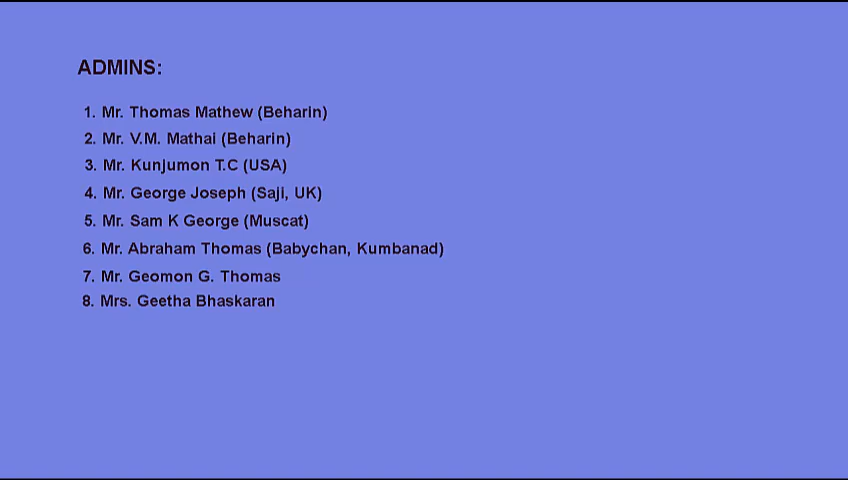 ADMINS:
1. Mr. Thomas Mathew (Beharin)
2. Mr. V.M. Mathai (Beharin)
3. Mr. Kunjumon T.C (USA)
4. Mr. George Joseph (Saji, UK)
5. Mr. Sam K George (Muscat)
6. Mr. Abraham Thomas (Babychan, Kumbanad)
7. Mr. Geomon G. Thomas
8. Mrs. Geetha Bhaskaran